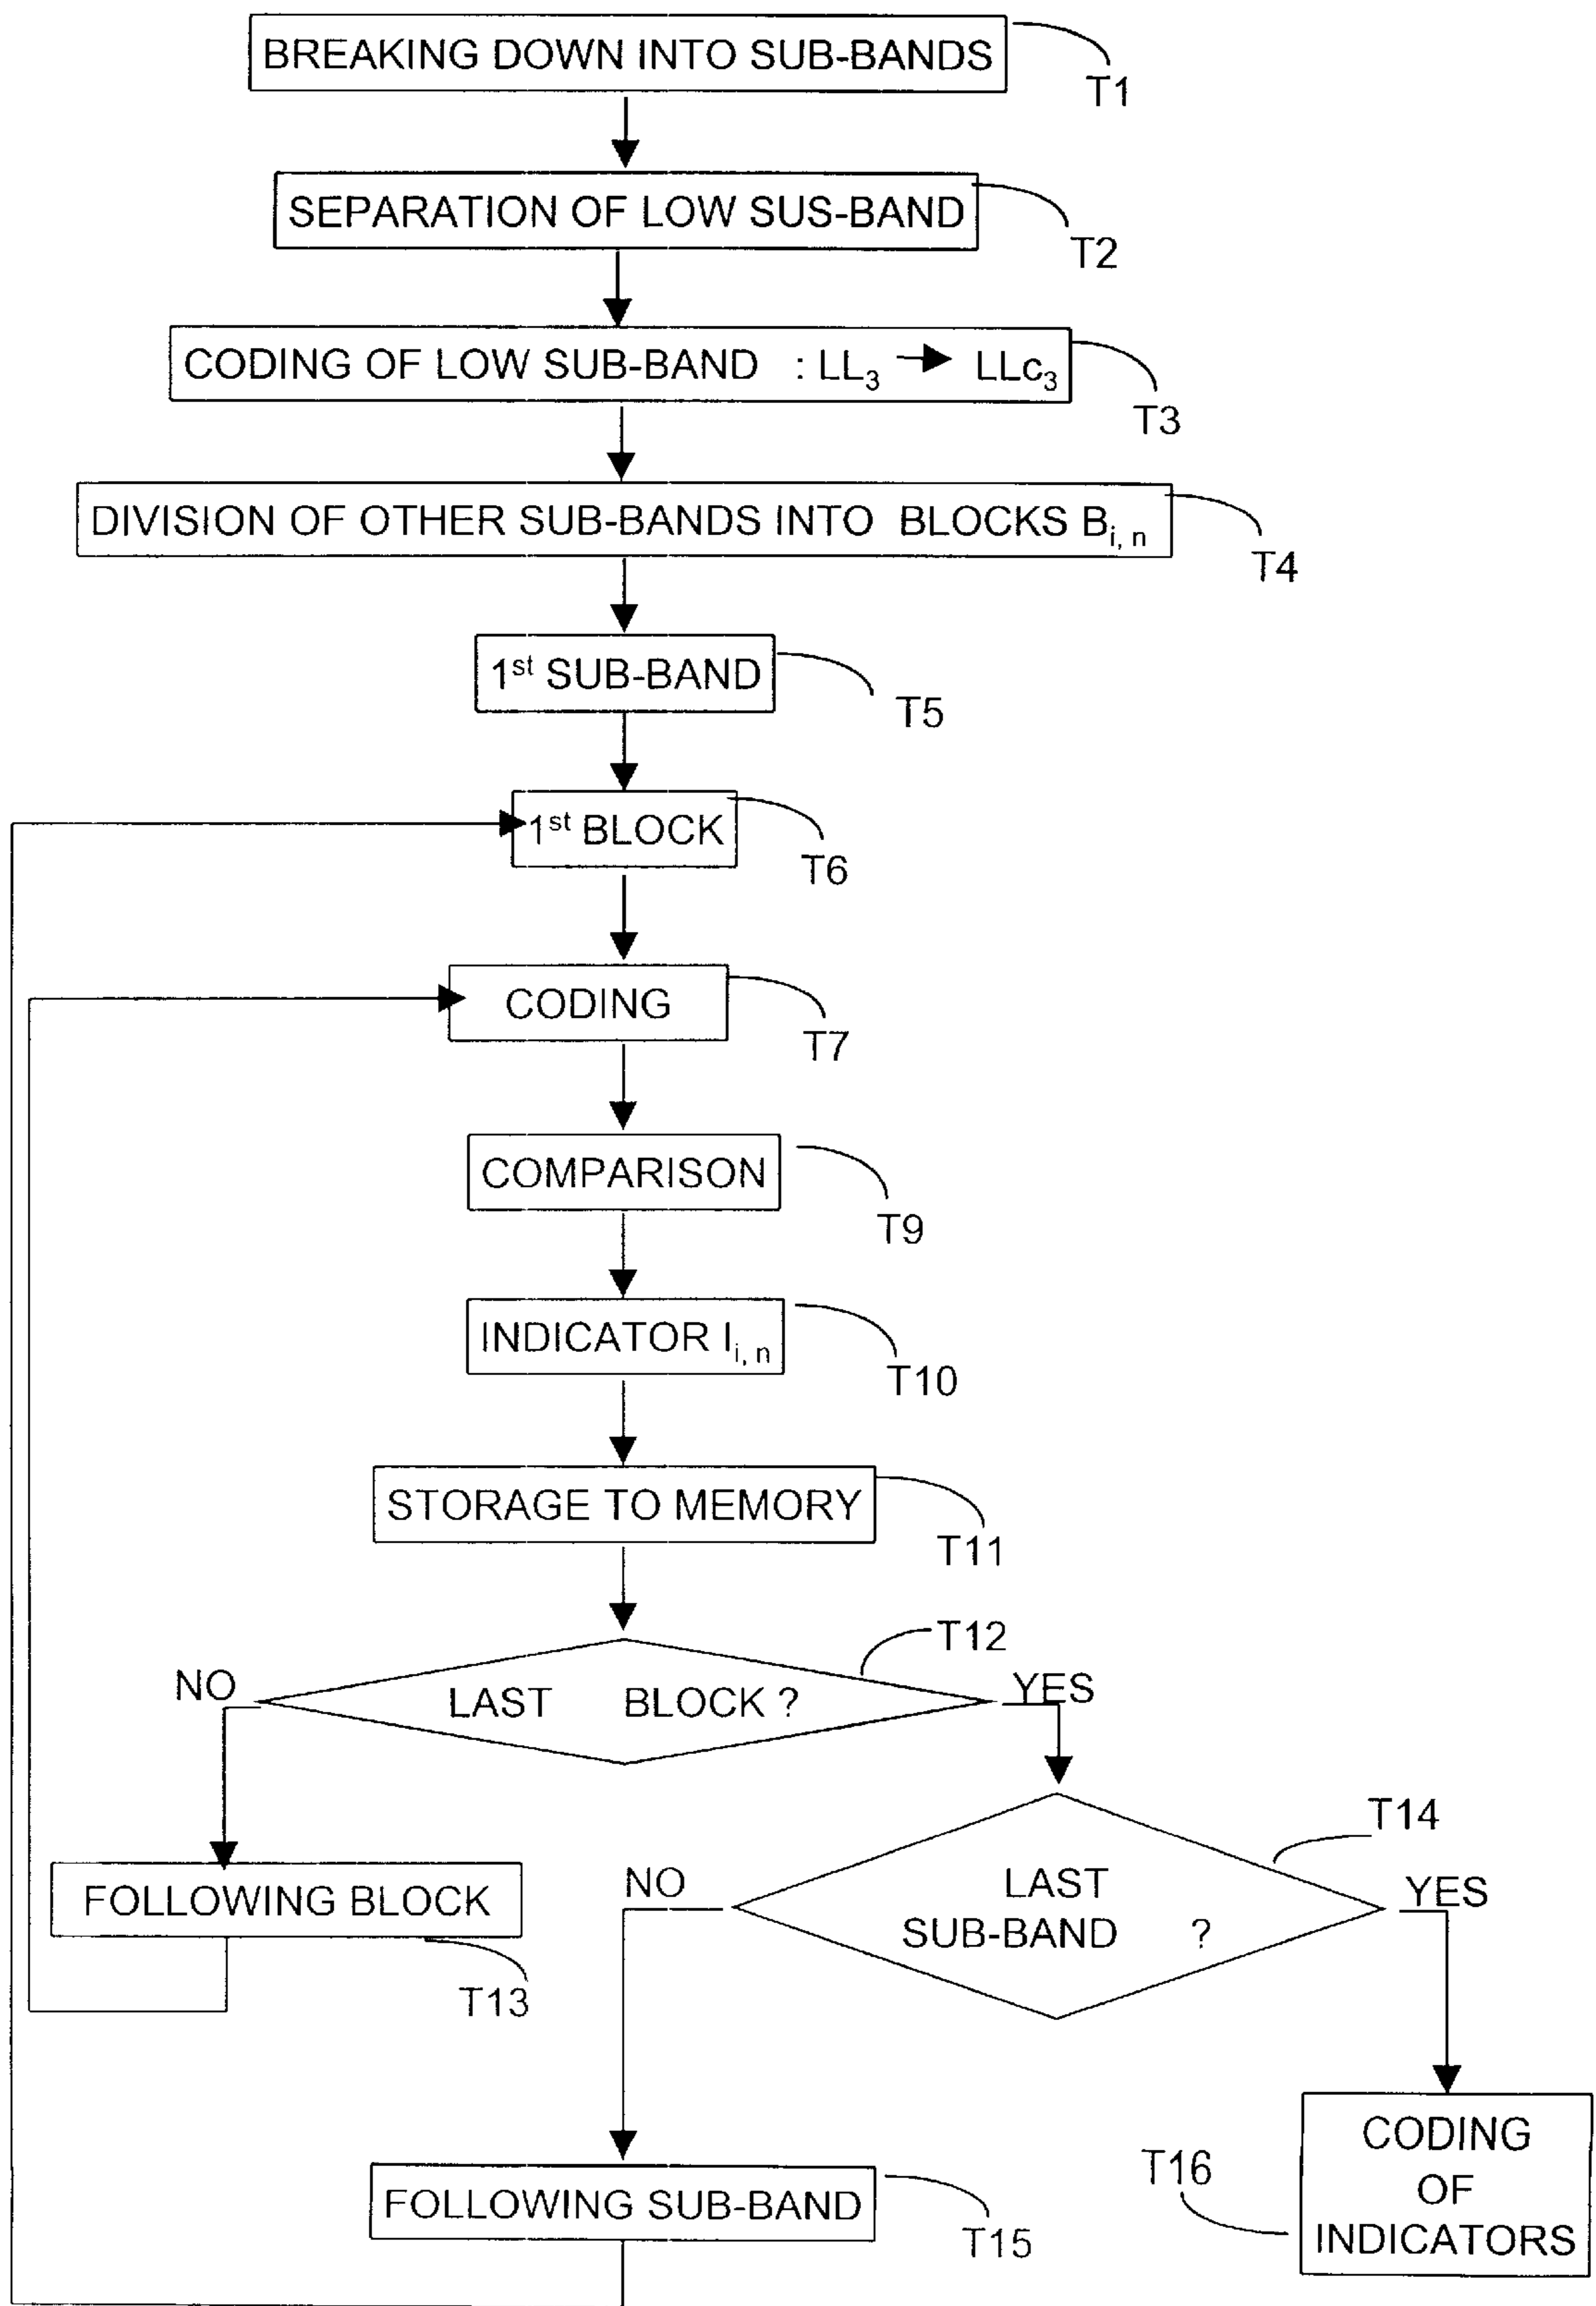 BREAKING DOWN INTO SUB-BANDS
T1
SEPARATION OF LOW SUS-BAND
T2
CODING OF LOW SUB-BAND : LL₃ → LLc₃
T3
DIVISION OF OTHER SUB-BANDS INTO BLOCKS Bi, n
T4
1st SUB-BAND
T5
1st BLOCK
T6
CODING
T7
COMPARISON
T9
INDICATOR Ii, n
T10
STORAGE TO MEMORY
T11
T12
NO
LAST BLOCK ?
YES
T14
FOLLOWING BLOCK
T13
NO
LAST
SUB-BAND ?
YES
FOLLOWING SUB-BAND
T15
T16
CODING
OF
INDICATORS